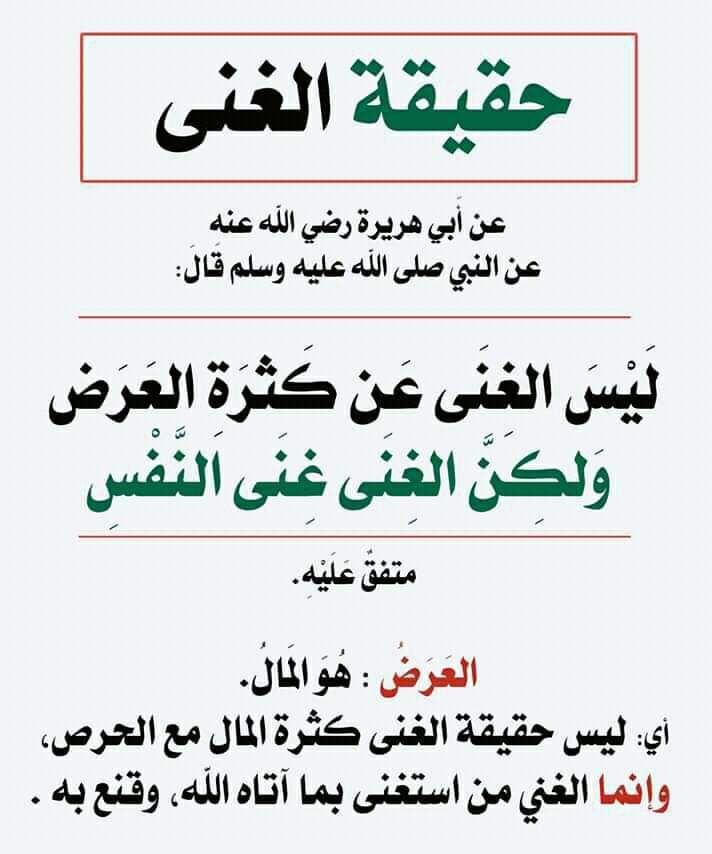 حقيقة الغنى
عن أَبي هريرة رضي الله عنه
عن النبي صلى الله عليه وسلم قَالَ:
لَيْسَ الغنَى عَن كَثرَةِ العَرَض
وَلكِنَّ الغِنَى غِنَى النَّفْسِ
متفقٌ عَلَيْهِ.
العَرَضُ : هُوَ المَالُ.
أي: ليس حقيقة الغنى كثرة المال مع الحرص،
وإنما الغني من استغنى بما آتاه الله، وقنع به .